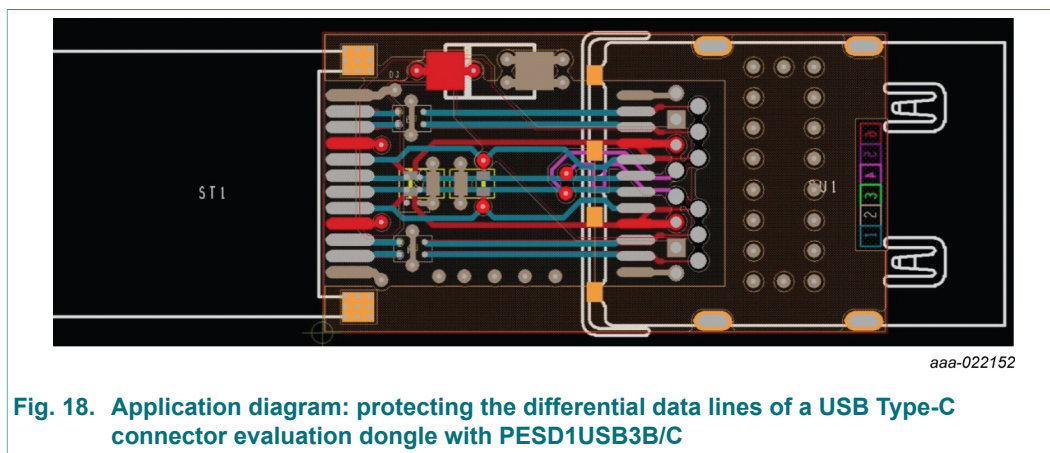 D3
ST1
BU1
1 2 3 4 5 6
aaa-022152
Fig. 18. Application diagram: protecting the differential data lines of a USB Type-C
connector evaluation dongle with PESD1USB3B/C